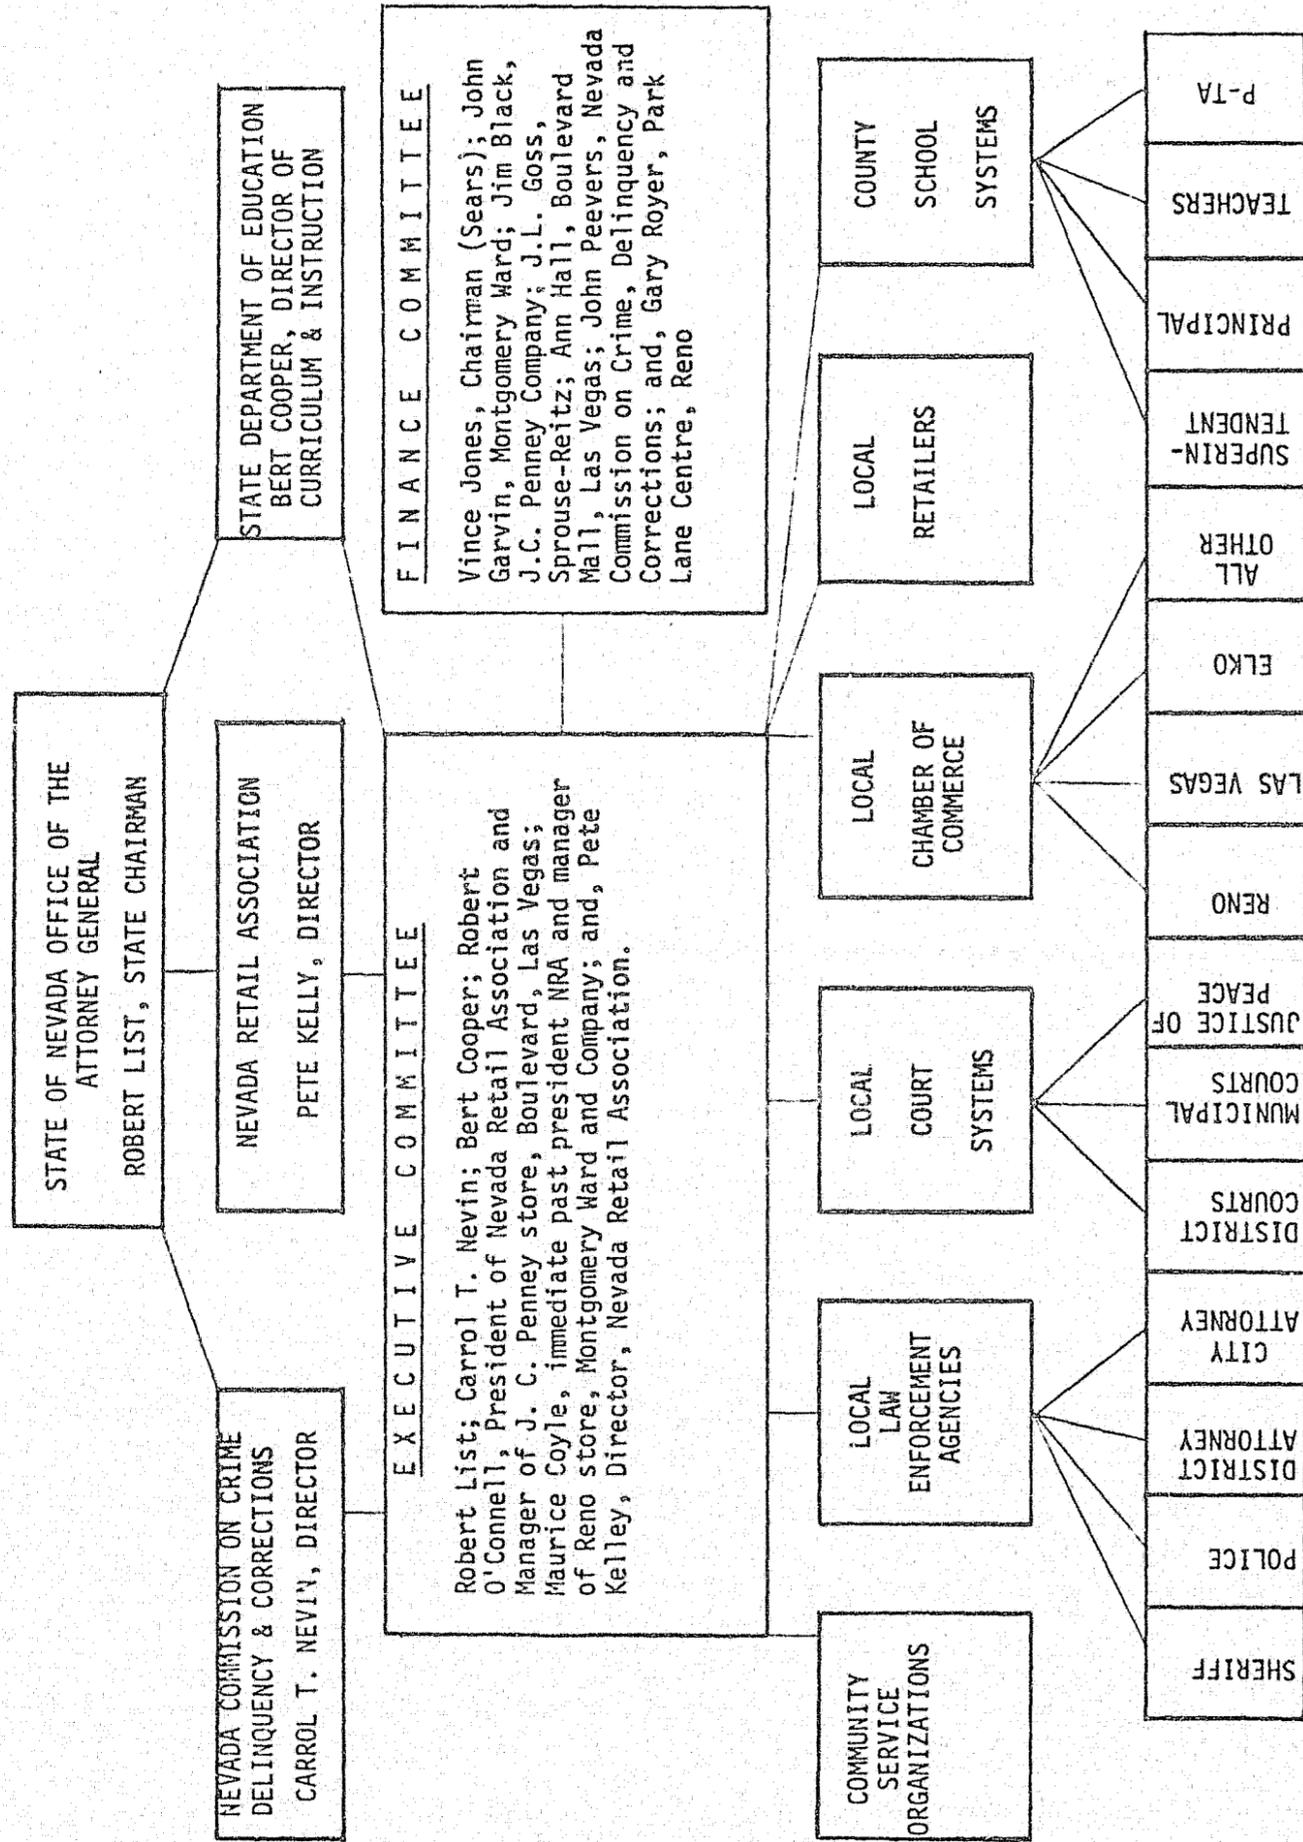 STATE OF NEVADA OFFICE OF THE
ATTORNEY GENERAL
ROBERT LIST, STATE CHAIRMAN
NEVADA COMMISSION ON CRIME
DELINQUENCY & CORRECTIONS
CARROL T. NEVIN, DIRECTOR
NEVADA RETAIL ASSOCIATION
PETE KELLY, DIRECTOR
STATE DEPARTMENT OF EDUCATION
BERT COOPER, DIRECTOR OF
CURRICULUM & INSTRUCTION
EXECUTIVE COMMITTEE
Robert List; Carrol T. Nevin; Bert Cooper; Robert
O'Connell, President of Nevada Retail Association and
Manager of J. C. Penney store, Boulevard, Las Vegas;
Maurice Coyle, immediate past president NRA and manager
of Reno store, Montgomery Ward and Company; and, Pete
Kelley, Director, Nevada Retail Association.
FINANCE COMMITTEE
Vince Jones, Chairman (Sears); John
Garvin, Montgomery Ward; Jim Black,
J.C. Penney Company; J.L. Goss,
Sprouse-Reitz; Ann Hall, Boulevard
Mall, Las Vegas; John Peevers, Nevada
Commission on Crime, Delinquency and
Corrections; and, Gary Royer, Park
Lane Centre, Reno
COMMUNITY
SERVICE
ORGANIZATIONS
LOCAL
LAW
ENFORCEMENT
AGENCIES
LOCAL
COURT
SYSTEMS
LOCAL
CHAMBER OF
COMMERCE
LOCAL
RETAILERS
COUNTY
SCHOOL
SYSTEMS
SHERIFF
POLICE
DISTRICT
ATTORNEY
CITY
ATTORNEY
DISTRICT
COURTS
MUNICIPAL
COURTS
JUSTICE OF
PEACE
RENO
LAS VEGAS
ELKO
ALL
OTHER
SUPERIN-
TENDENT
PRINCIPAL
TEACHERS
P-TA